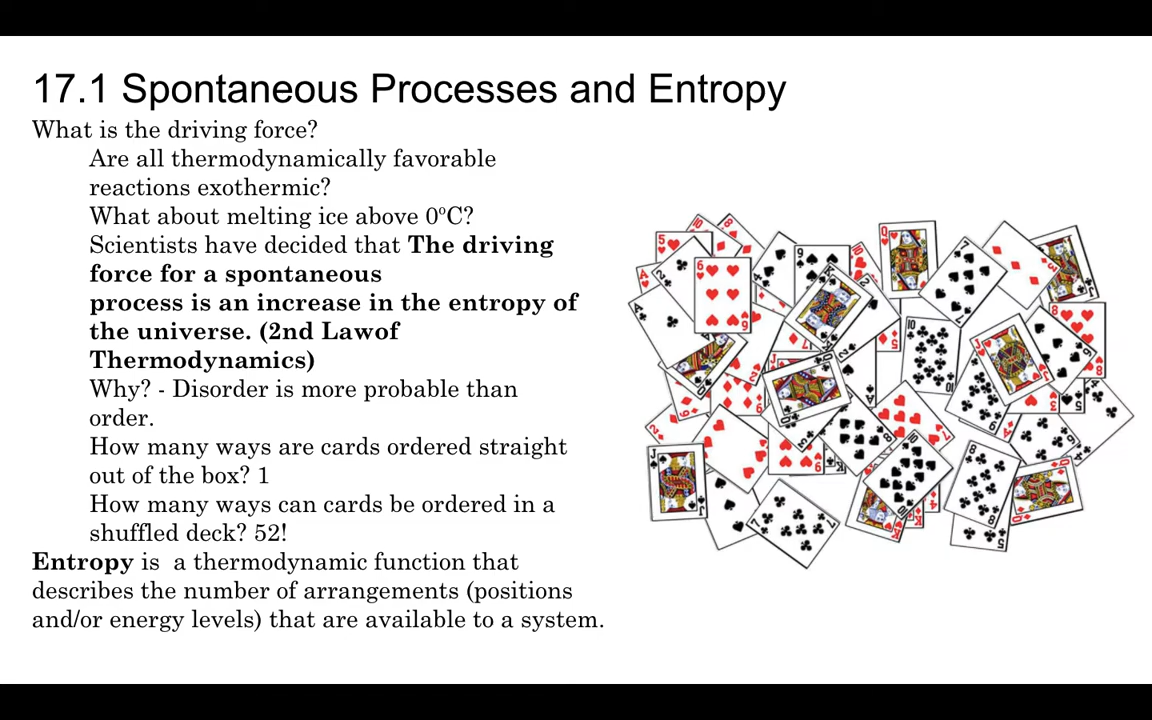 17.1 Spontaneous Processes and Entropy
What is the driving force?
Are all thermodynamically favorable
reactions exothermic?
What about melting ice above 0ºC?
Scientists have decided that The driving
force for a spontaneous
process is an increase in the entropy of
the universe. (2nd Lawof
Thermodynamics)
Why? - Disorder is more probable than
order.
How many ways are cards ordered straight
out of the box? 1
How many ways can cards be ordered in a
shuffled deck? 52!
Entropy is  a thermodynamic function that
describes the number of arrangements (positions
and/or energy levels) that are available to a system.